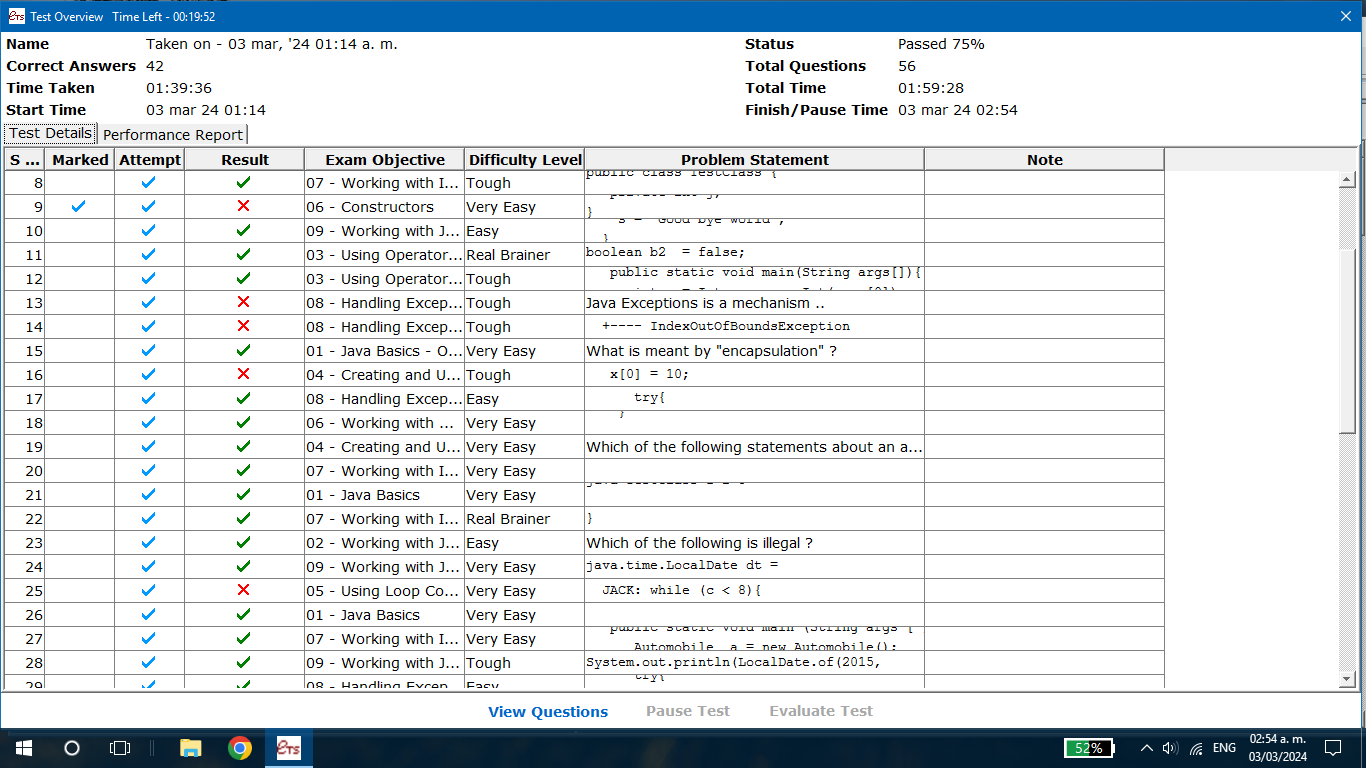 eTs Test Overview Time Left - 00:19:52
Name Taken on - 03 mar, '24 01:14 a. m. Status Passed 75%
Correct Answers 42 Total Questions 56
Time Taken 01:39:36 Total Time 01:59:28
Start Time 03 mar 24 01:14 Finish/Pause Time 03 mar 24 02:54
Test Details Performance Report
S ... Marked Attempt Result Exam Objective Difficulty Level Problem Statement Note
8 07 - Working with I... Tough public class TestClass {
9 06 - Constructors Very Easy private int j; }
10 09 - Working with J... Easy s = "Good bye world"; }
11 03 - Using Operator... Real Brainer boolean b2 = false;
12 03 - Using Operator... Tough public static void main(String args[]){
13 08 - Handling Excep... Tough Java Exceptions is a mechanism ..
14 08 - Handling Excep... Tough +---- IndexOutOfBoundsException
15 01 - Java Basics - O... Very Easy What is meant by "encapsulation" ?
16 04 - Creating and U... Tough x[0] = 10;
17 08 - Handling Excep... Easy try{
18 06 - Working with ... Very Easy }
19 04 - Creating and U... Very Easy Which of the following statements about an a...
20 07 - Working with I... Very Easy
21 01 - Java Basics Very Easy
22 07 - Working with I... Real Brainer }
23 02 - Working with J... Easy Which of the following is illegal ?
24 09 - Working with J... Very Easy java.time.LocalDate dt =
25 05 - Using Loop Co... Very Easy JACK: while (c < 8){
26 01 - Java Basics Very Easy
27 07 - Working with I... Very Easy public static void main (String args [
Automobile a = new Automobile();
28 09 - Working with J... Tough System.out.println(LocalDate.of(2015,
29 08 - Handling Excep... Easy try{
View Questions Pause Test Evaluate Test
eTs 52% ENG 02:54 a. m.
03/03/2024